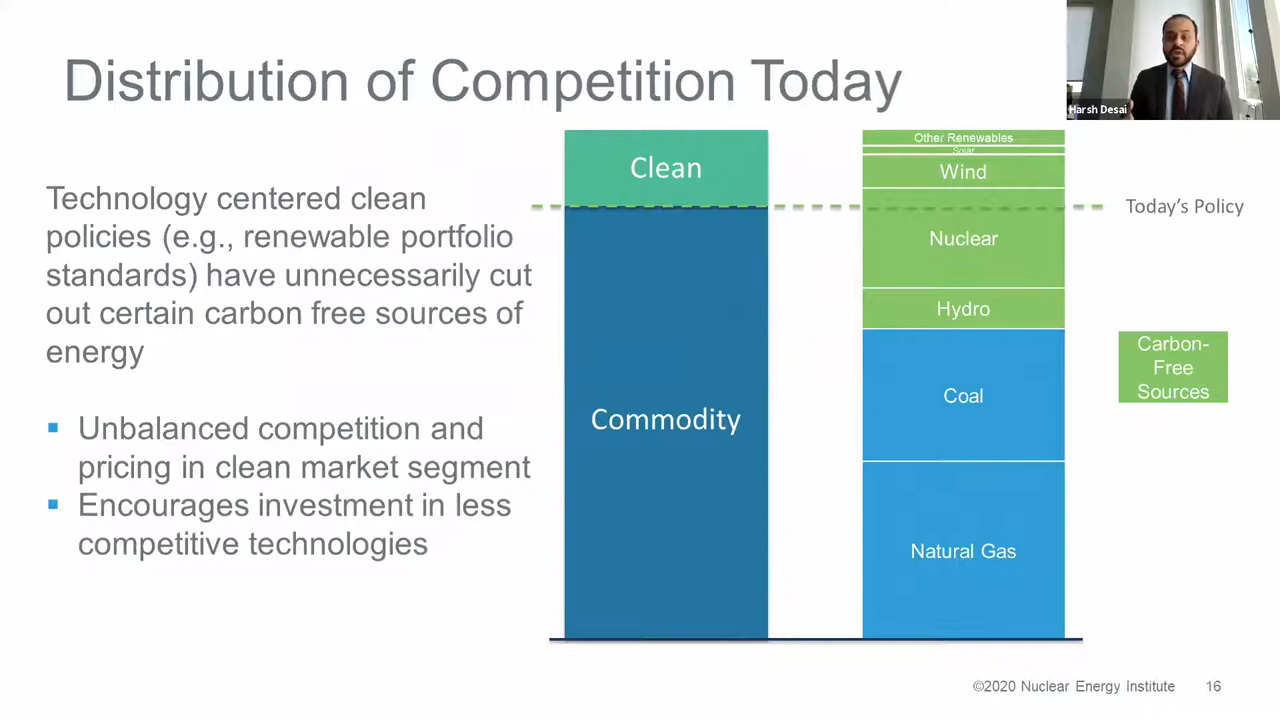 Distribution of Competition Today
Harsh Desai
Technology centered clean
policies (e.g., renewable portfolio
standards) have unnecessarily cut
out certain carbon free sources of
energy
▪ Unbalanced competition and
pricing in clean market segment
▪ Encourages investment in less
competitive technologies
Clean
Commodity
Other Renewables
Solar
Wind
Nuclear
Hydro
Coal
Natural Gas
Today’s Policy
Carbon-
Free
Sources
©2020 Nuclear Energy Institute 16